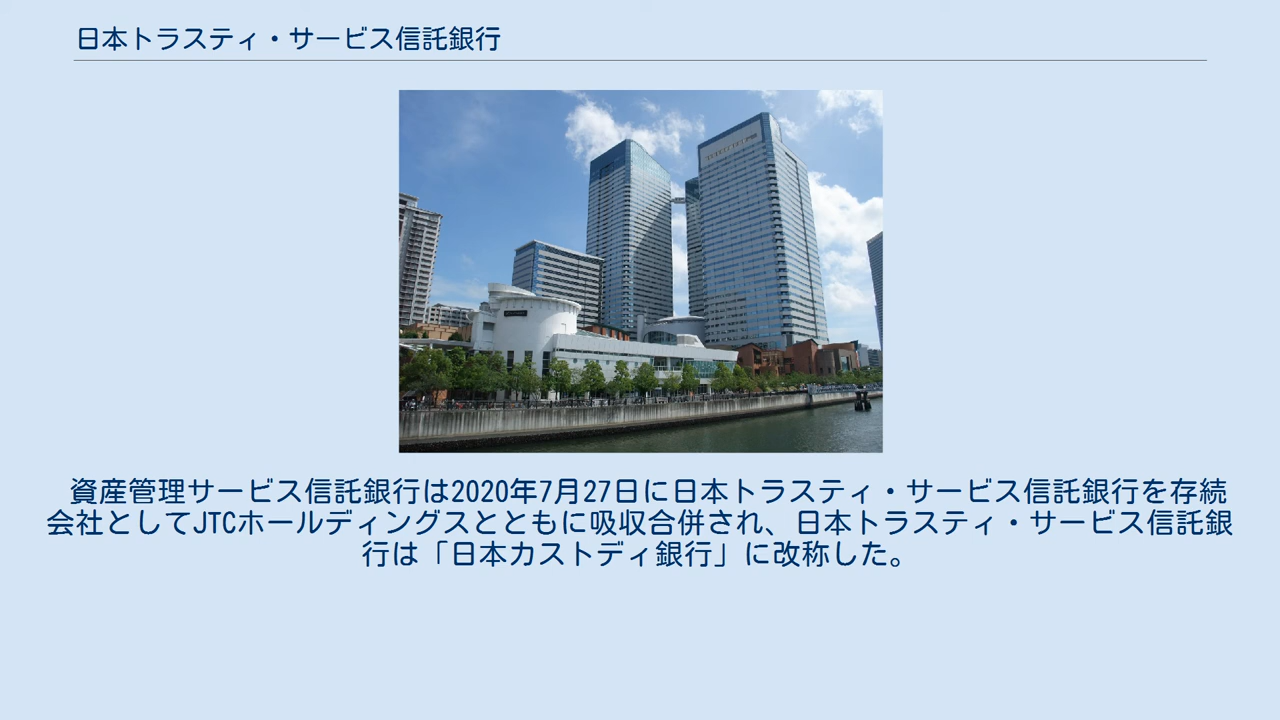 日本トラスティ・サービス信託銀行
資産管理サービス信託銀行は2020年7月27日に日本トラスティ・サービス信託銀行を存続
会社としてJTCホールディングスとともに吸収合併され、日本トラスティ・サービス信託銀
行は「日本カストディ銀行」に改称した。